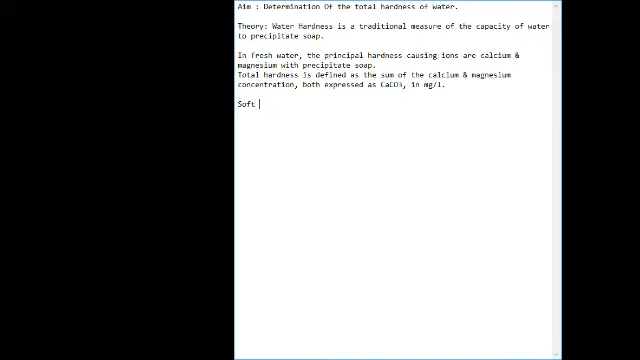 Aim : Determination Of the total hardness of water.
Theory: Water Hardness is a traditional measure of the capacity of water
to precipitate soap.
In fresh water, the principal hardness causing ions are calcium &
magnesium with precipitate soap.
Total hardness is defined as the sum of the calcium & magnesium
concentration, both expressed as CaCO3, in mg/l.
Soft